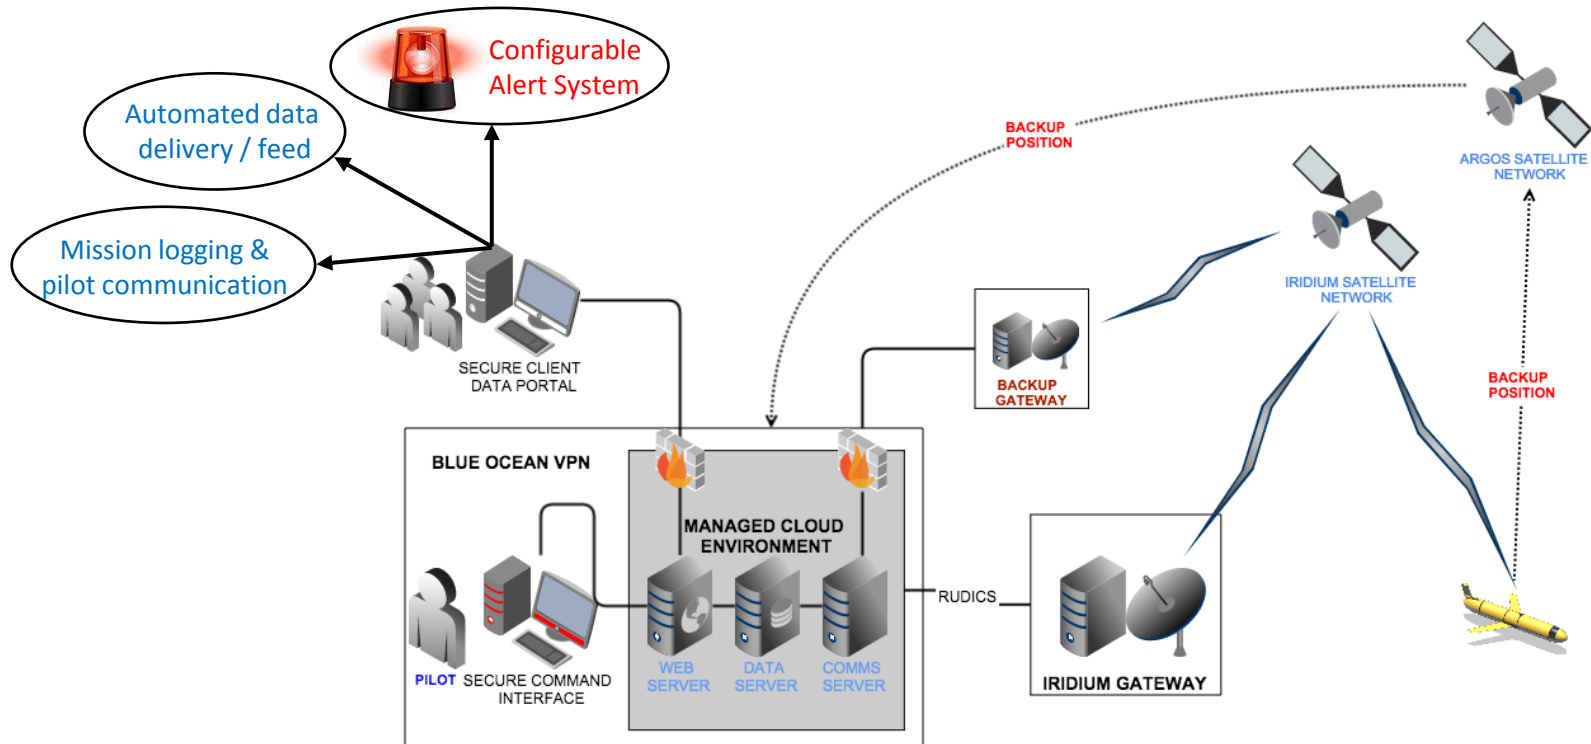 Configurable
Alert System
Automated data
delivery / feed
Mission logging &
pilot communication
BACKUP
POSITION
ARGOS SATELLITE
NETWORK
IRIDIUM SATELLITE
NETWORK
SECURE CLIENT
DATA PORTAL
BACKUP
GATEWAY
BACKUP
POSITION
BLUE OCEAN VPN
MANAGED CLOUD
ENVIRONMENT
RUDICS
PILOT
SECURE COMMAND
INTERFACE
WEB
SERVER
DATA
SERVER
COMMS
SERVER
IRIDIUM GATEWAY